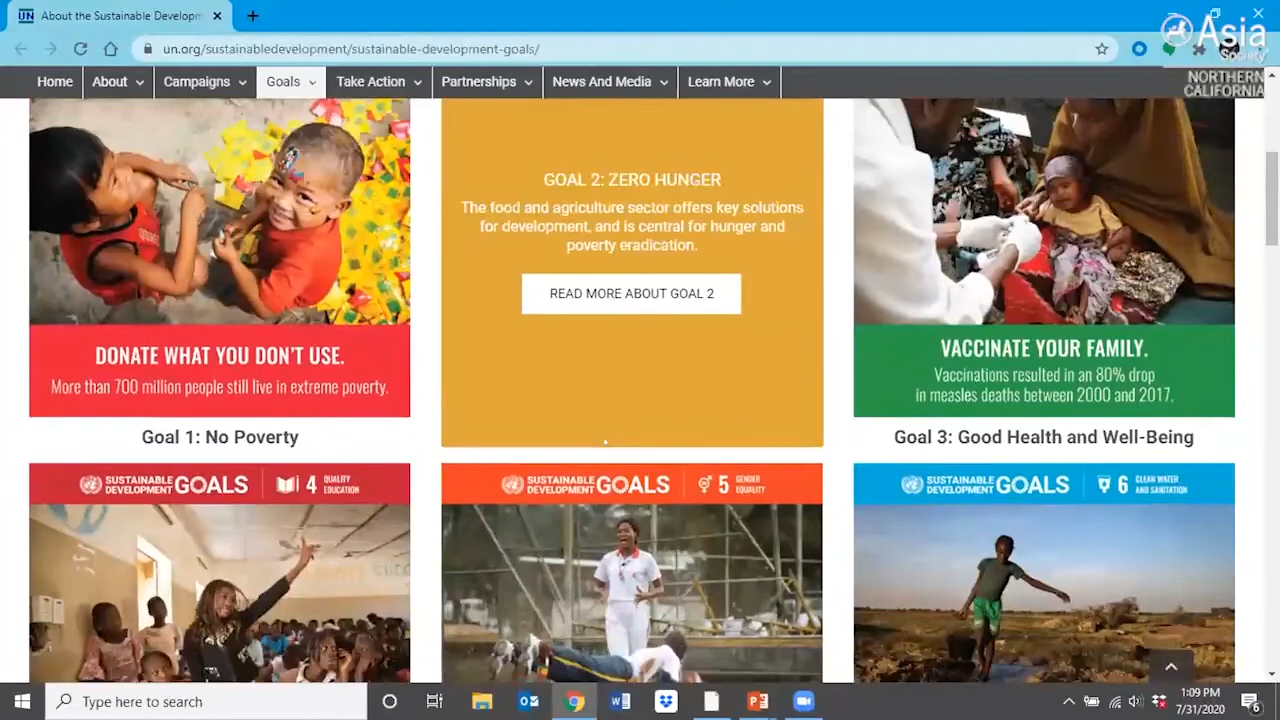 UN About the Sustainable Developm
un.org/sustainabledevelopment/sustainable-development-goals/
Asia
Society
NORTHERN
CALIFORNIA
Home About Campaigns Goals Take Action Partnerships News And Media Learn More
DONATE WHAT YOU DON'T USE.
More than 700 million people still live in extreme poverty.
Goal 1: No Poverty
GOAL 2: ZERO HUNGER
The food and agriculture sector offers key solutions
for development, and is central for hunger and
poverty eradication.
READ MORE ABOUT GOAL 2
VACCINATE YOUR FAMILY.
Vaccinations resulted in an 80% drop
in measles deaths between 2000 and 2017.
Goal 3: Good Health and Well-Being
SUSTAINABLE
DEVELOPMENT GOALS
4 QUALITY
EDUCATION
SUSTAINABLE
DEVELOPMENT GOALS
5 GENDER
EQUALITY
SUSTAINABLE
DEVELOPMENT GOALS
6 CLEAN WATER
AND SANITATION
Type here to search
1:09 PM
7/31/2020
6